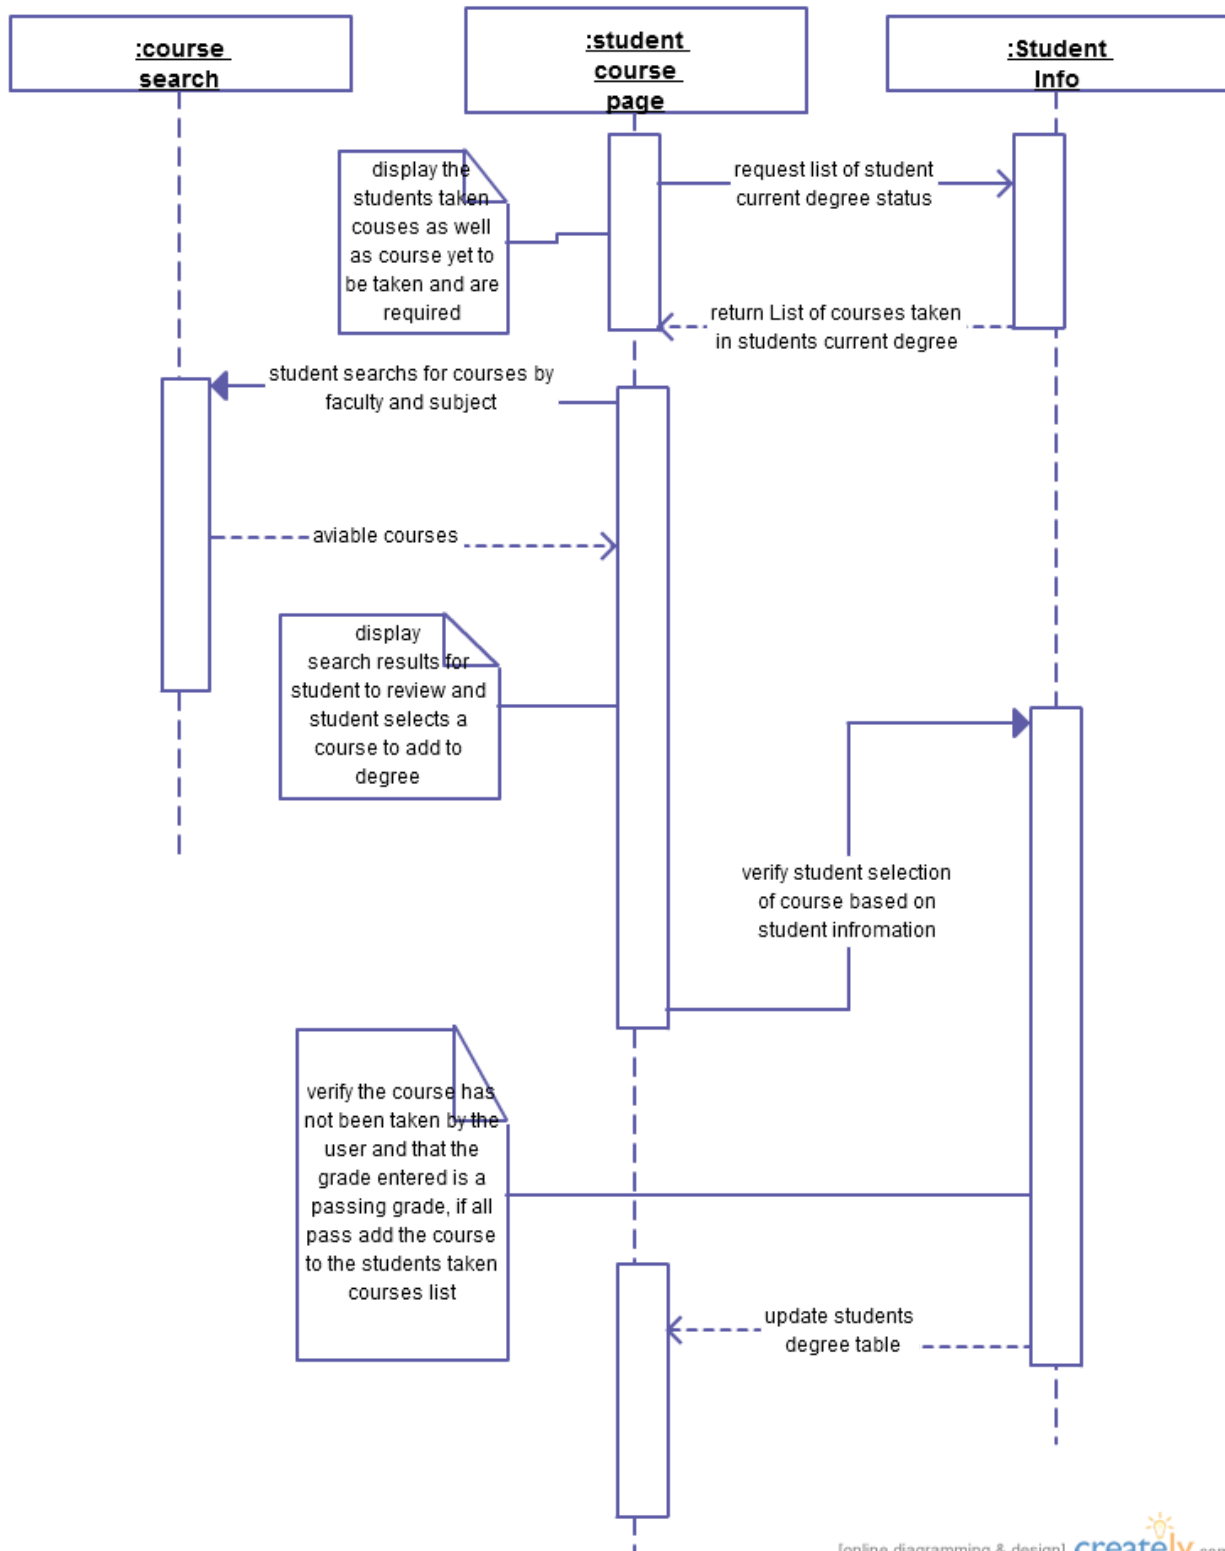 :course
search
:student
course
page
:Student
Info
display the
students taken
couses as well
as course yet to
be taken and are
required
request list of student
current degree status
return List of courses taken
in students current degree
student searchs for courses by
faculty and subject
aviable courses
display
search results for
student to review and
student selects a
course to add to
degree
verify student selection
of course based on
student infromation
verify the course has
not been taken by the
user and that the
grade entered is a
passing grade, if all
pass add the course
to the students taken
courses list
update students
degree table
[online diagramming & design] creately.com